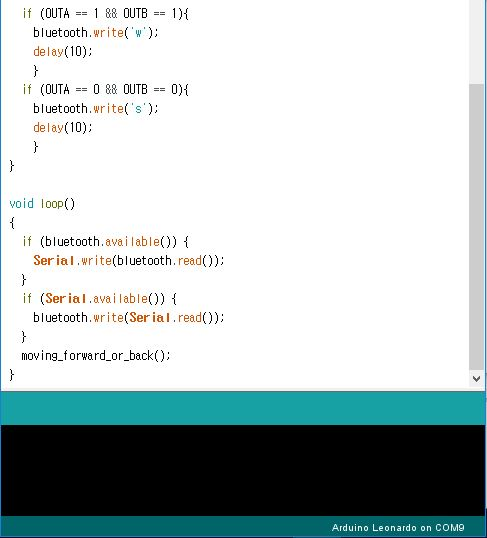 if (OUTA == 1 && OUTB == 1){
bluetooth.write('w');
delay(10);
}
if (OUTA == 0 && OUTB == 0){
bluetooth.write('s');
delay(10);
}
}
void loop()
{
if (bluetooth.available()) {
Serial.write(bluetooth.read());
}
if (Serial.available()) {
bluetooth.write(Serial.read());
}
moving_forward_or_back();
}
Arduino Leonardo on COM9